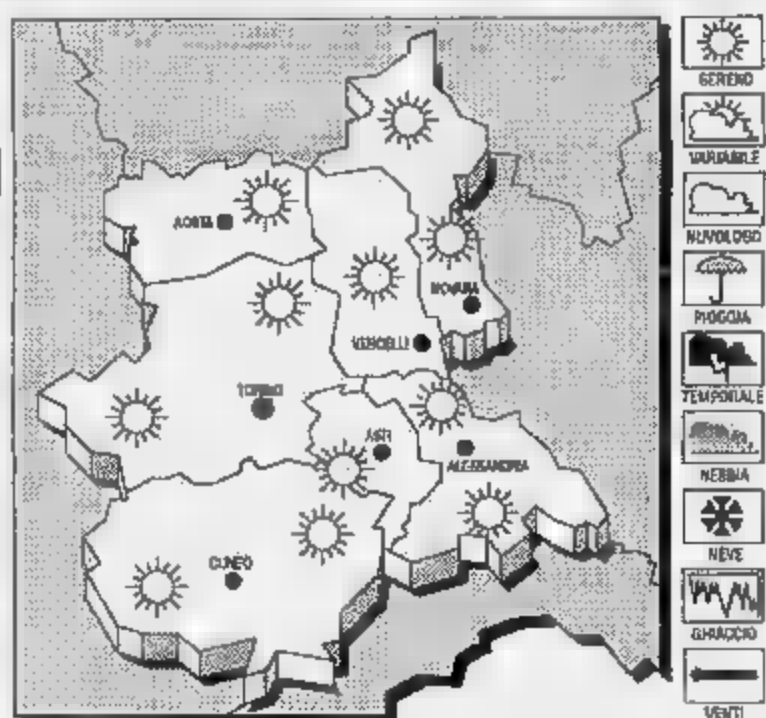 AOSTA
NOVARA
VERCELLI
TORINO
ASTI
ALESSANDRIA
CUNEO
SERENO
VARIABILE
NUVOLOSO
PIOGGIA
TEMPORALE
NEBBIA
NEVE
GHIACCIO
VENTI